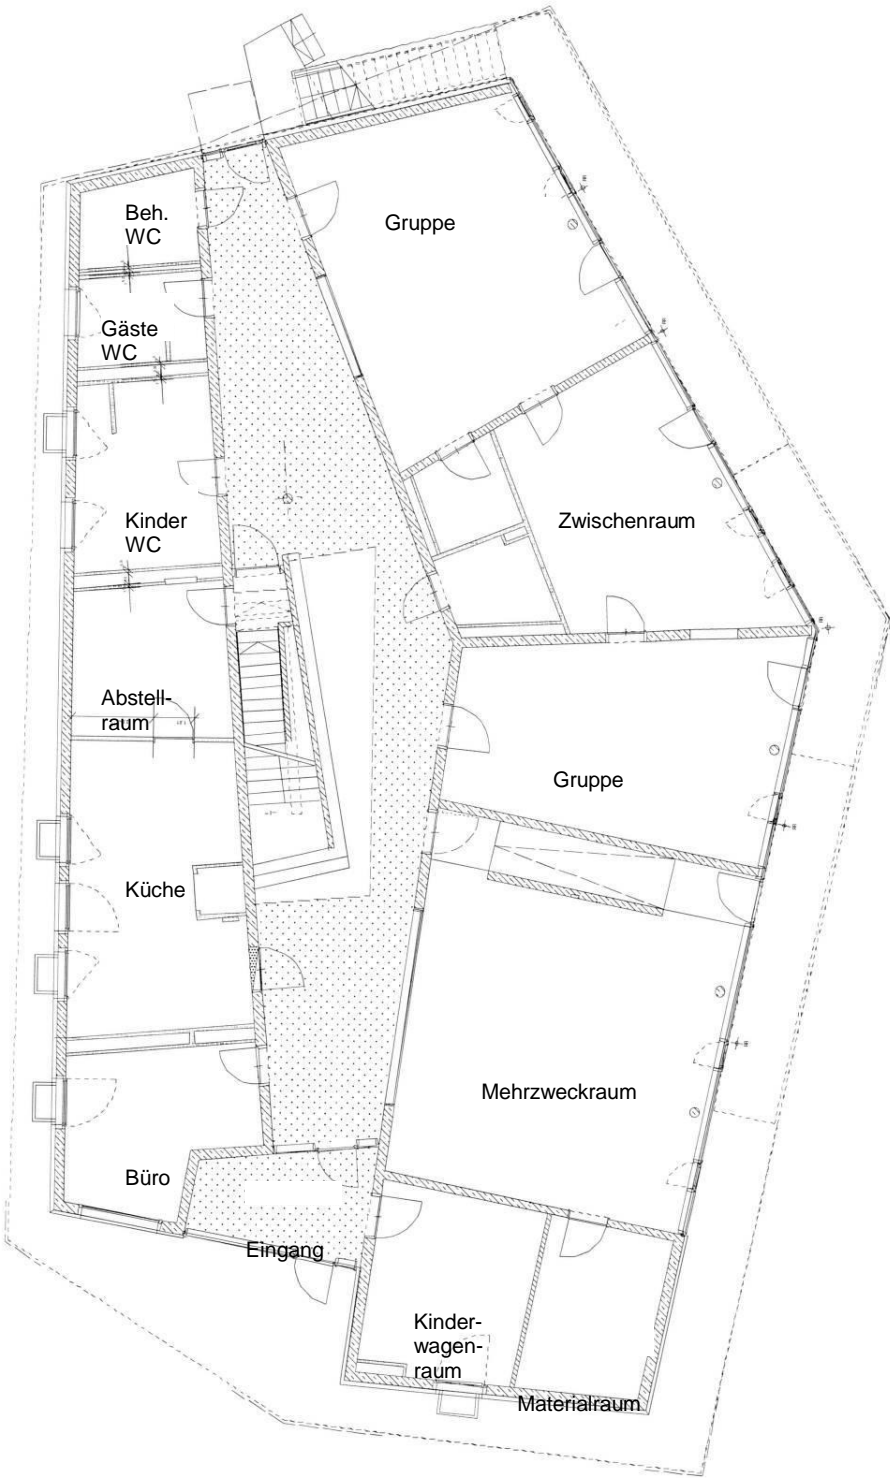 Beh.
WC
Gruppe
Gäste
WC
Kinder
WC
Zwischenraum
Abstell-
raum
Gruppe
Küche
Mehrzweckraum
Büro
Eingang
Kinder-
wagen-
raum
Materialraum